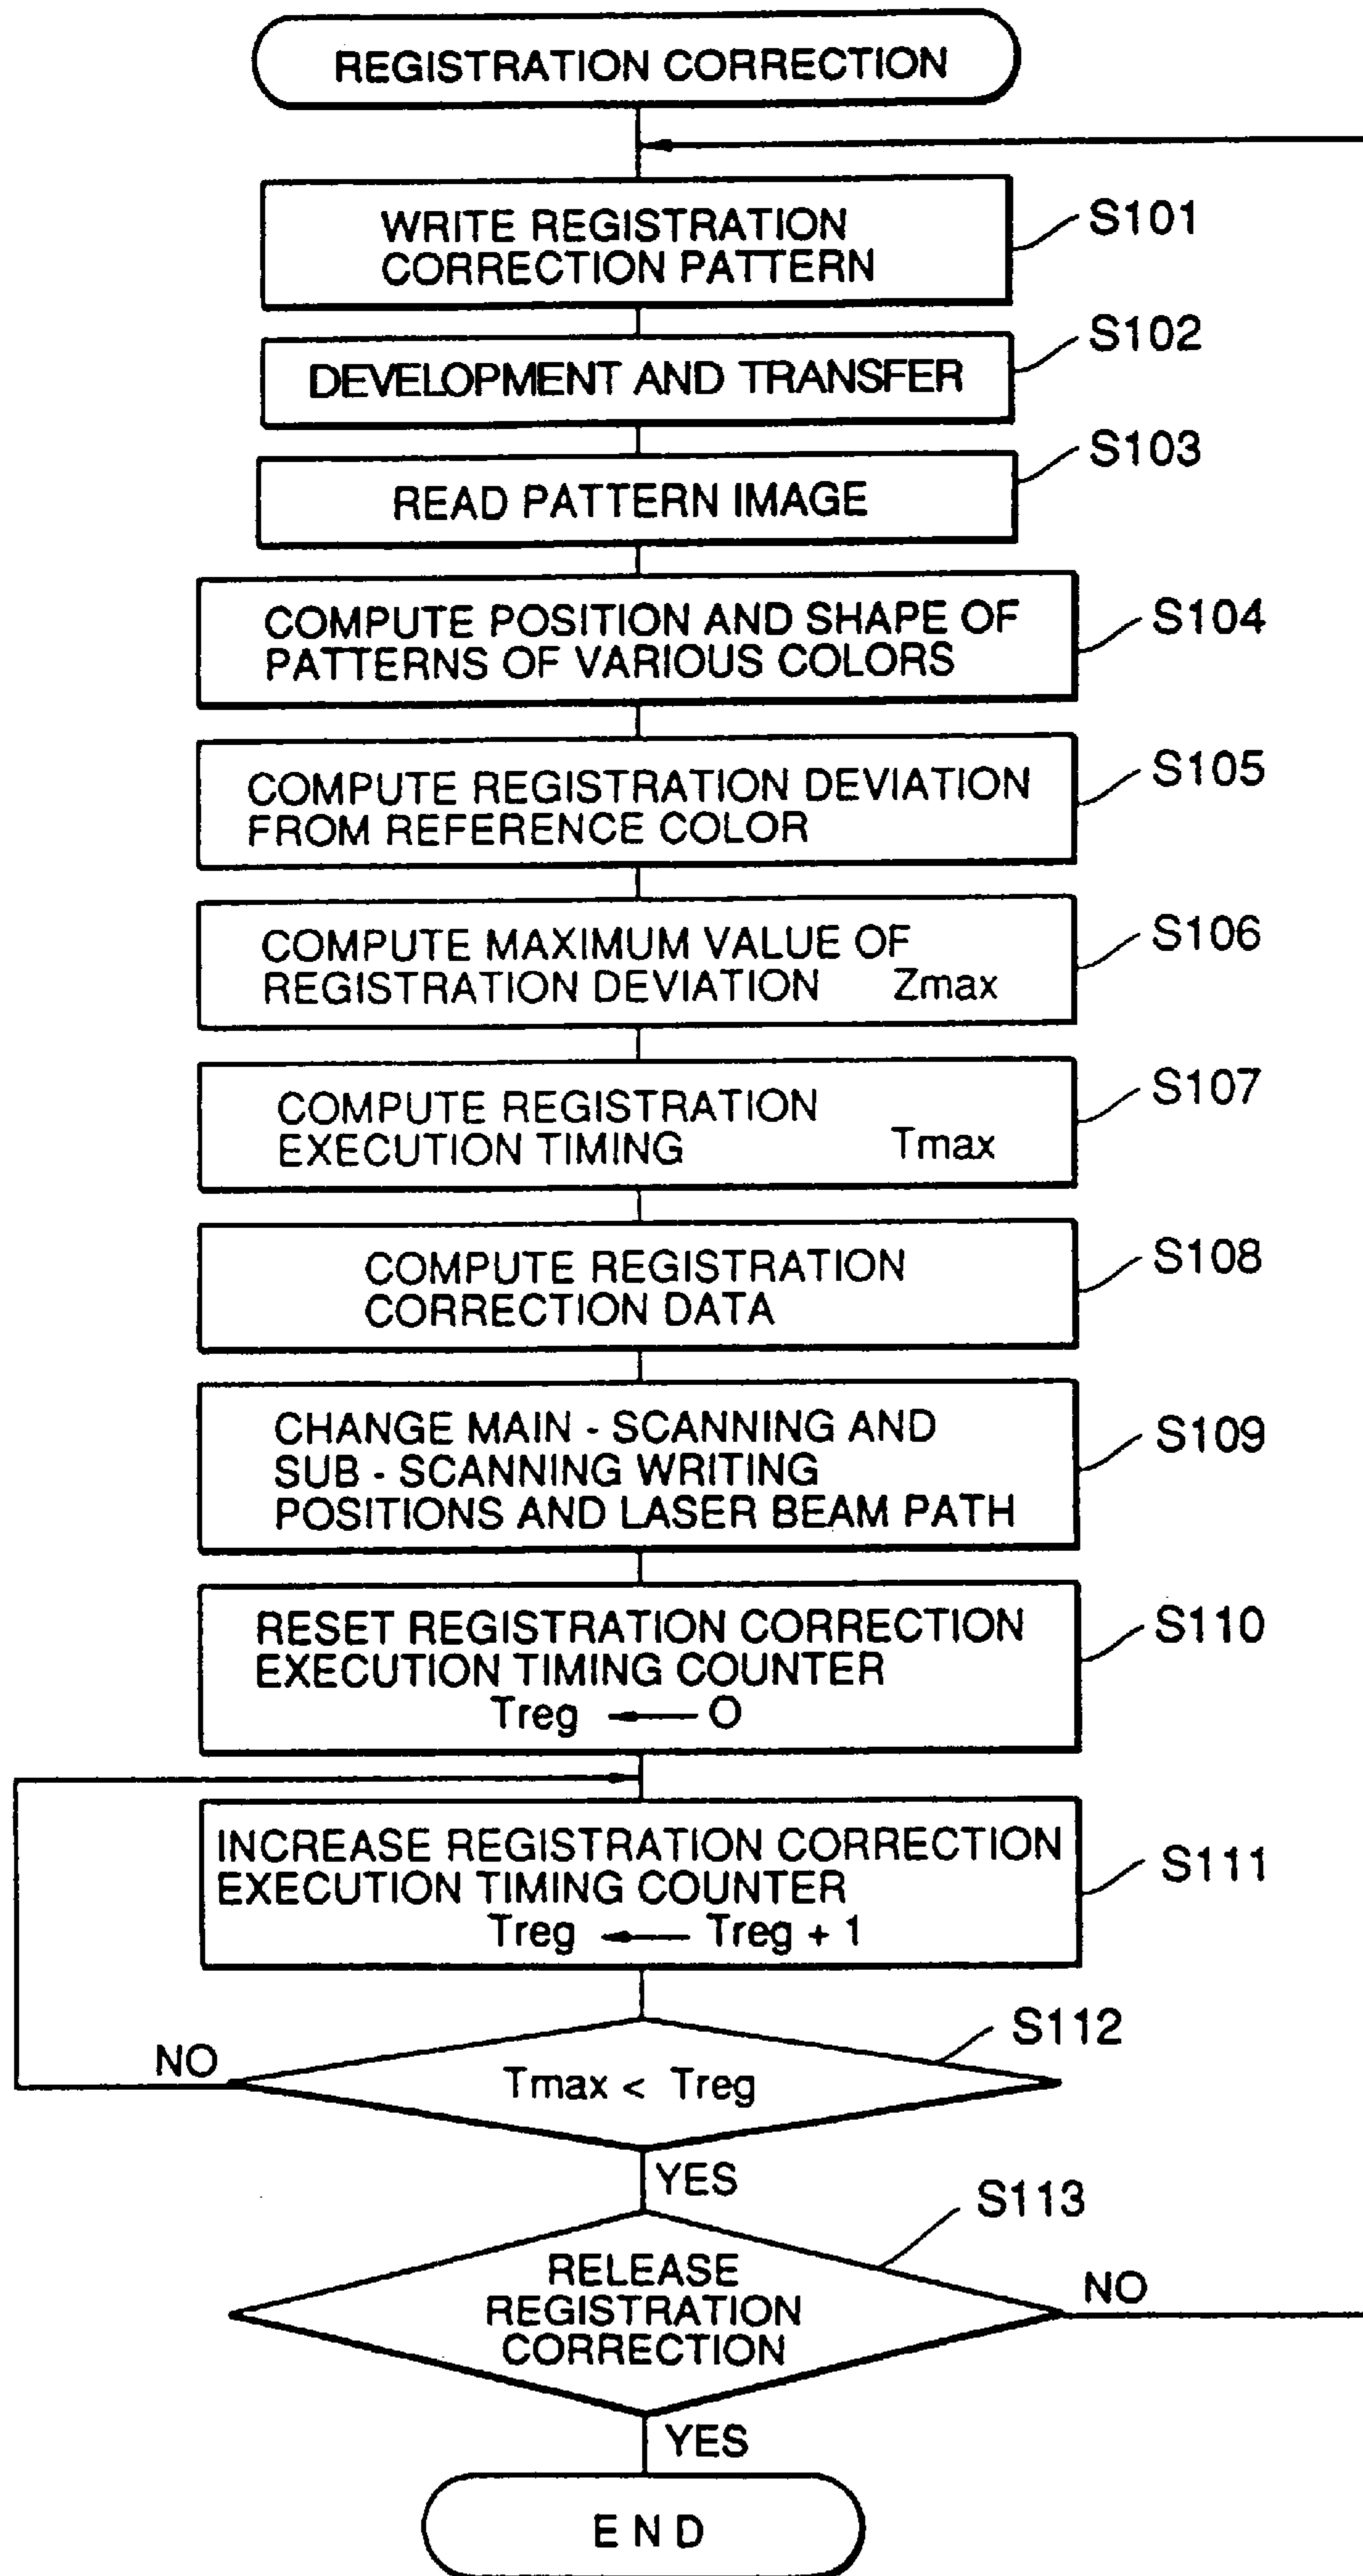 REGISTRATION CORRECTION
WRITE REGISTRATION
CORRECTION PATTERN
S101
DEVELOPMENT AND TRANSFER
S102
READ PATTERN IMAGE
S103
COMPUTE POSITION AND SHAPE OF
PATTERNS OF VARIOUS COLORS
S104
COMPUTE REGISTRATION DEVIATION
FROM REFERENCE COLOR
S105
COMPUTE MAXIMUM VALUE OF
REGISTRATION DEVIATION Zmax
S106
COMPUTE REGISTRATION
EXECUTION TIMING Tmax
S107
COMPUTE REGISTRATION
CORRECTION DATA
S108
CHANGE MAIN - SCANNING AND
SUB - SCANNING WRITING
POSITIONS AND LASER BEAM PATH
S109
RESET REGISTRATION CORRECTION
EXECUTION TIMING COUNTER
Treg ← O
S110
INCREASE REGISTRATION CORRECTION
EXECUTION TIMING COUNTER
Treg ← Treg + 1
S111
S112
NO
Tmax < Treg
YES
S113
RELEASE
REGISTRATION
CORRECTION
NO
YES
E N D